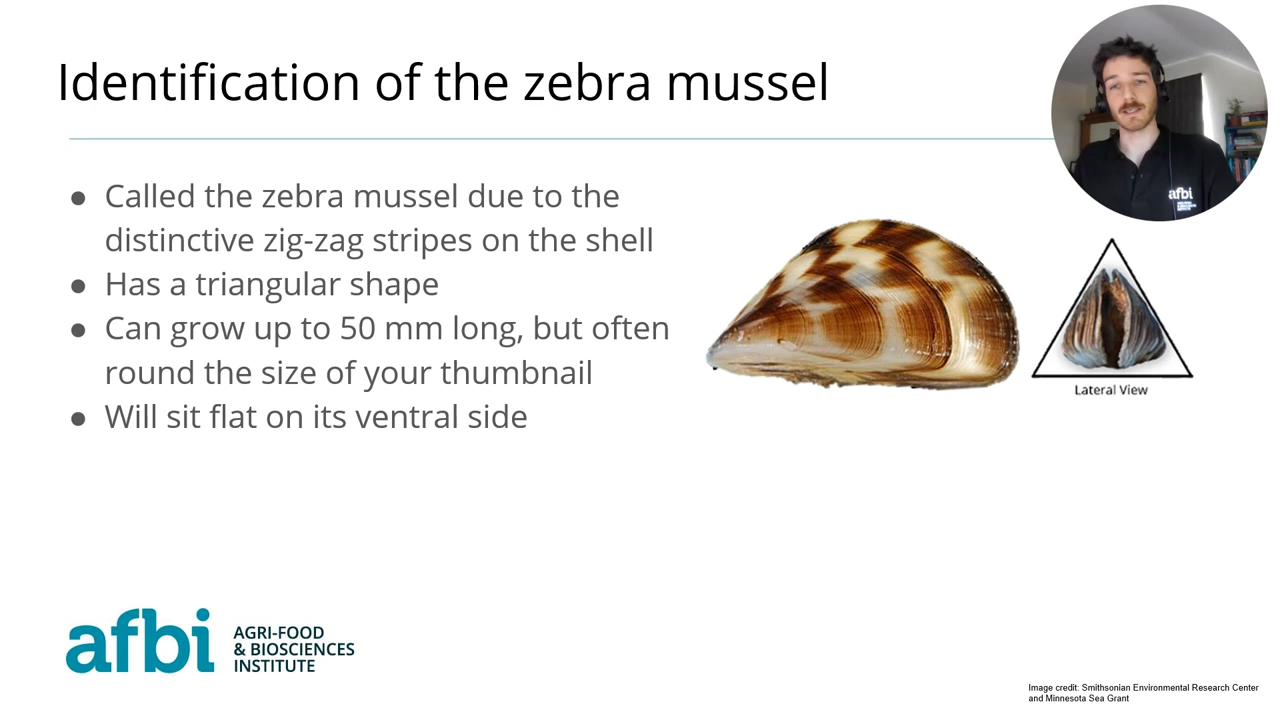 Identification of the zebra mussel
● Called the zebra mussel due to the
distinctive zig-zag stripes on the shell
● Has a triangular shape
● Can grow up to 50 mm long, but often
round the size of your thumbnail
● Will sit flat on its ventral side
afbi
Lateral View
afbi
AGRI-FOOD
& BIOSCIENCES
INSTITUTE
Image credit: Smithsonian Environmental Research Center
and Minnesota Sea Grant